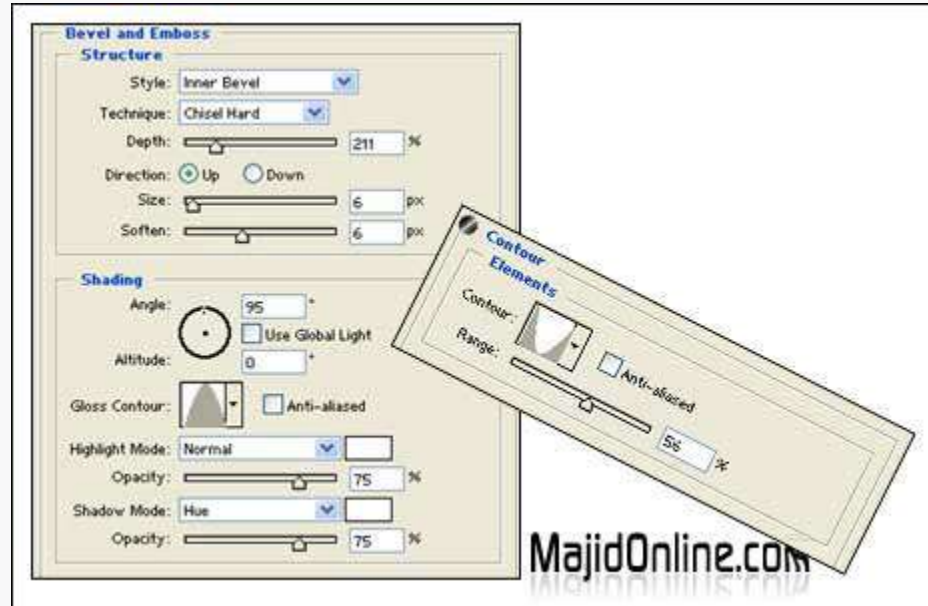 Bevel and Emboss
Structure
Style: Inner Bevel
Technique: Chisel Hard
Depth: 211 %
Direction: Up Down
Size: 6 px
Soften: 6 px
Shading
Angle: 95 °
Use Global Light
Altitude: 0 °
Gloss Contour: Anti-aliased
Highlight Mode: Normal
Opacity: 75 %
Shadow Mode: Hue
Opacity: 75 %
Contour
Elements
Contour:
Anti-aliased
Range: 56 %
MajidOnline.com